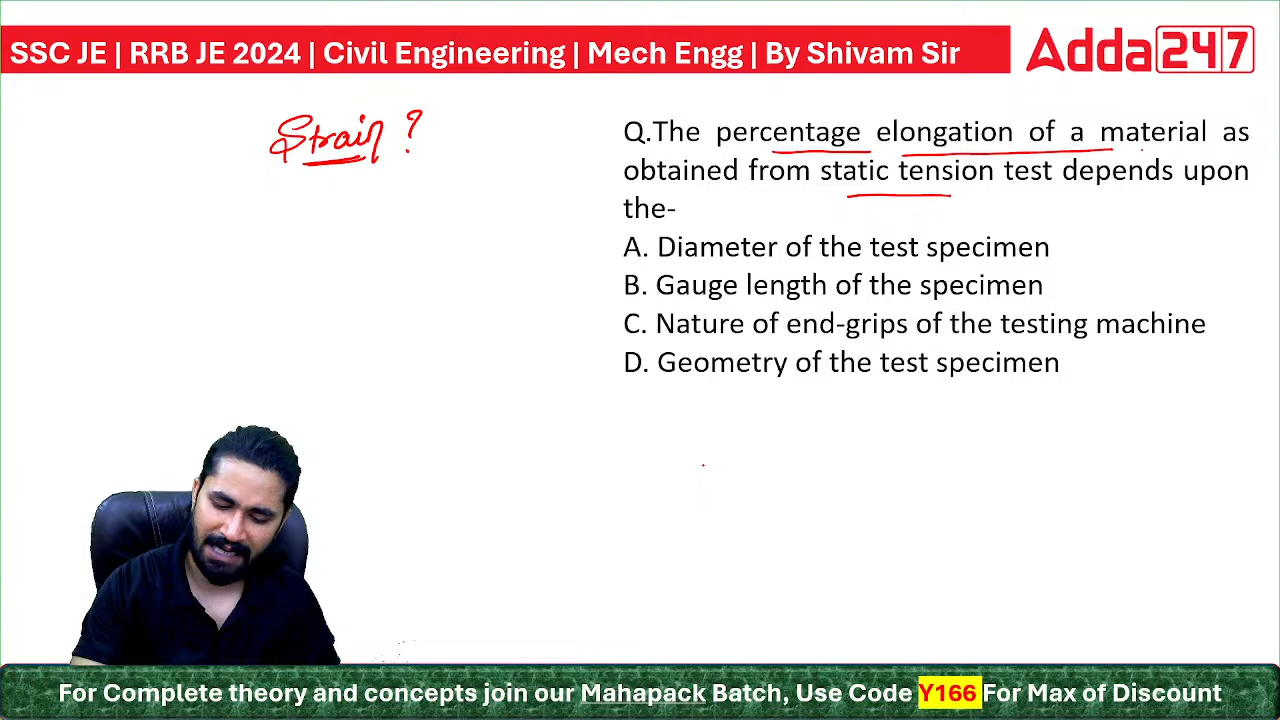 SSC JE | RRB JE 2024 | Civil Engineering | Mech Engg | By Shivam Sir
Adda247
Strain ?
Q.The percentage elongation of a material as
obtained from static tension test depends upon
the-
A. Diameter of the test specimen
B. Gauge length of the specimen
C. Nature of end-grips of the testing machine
D. Geometry of the test specimen
For Complete theory and concepts join our Mahapack Batch, Use Code Y166 For Max of Discount